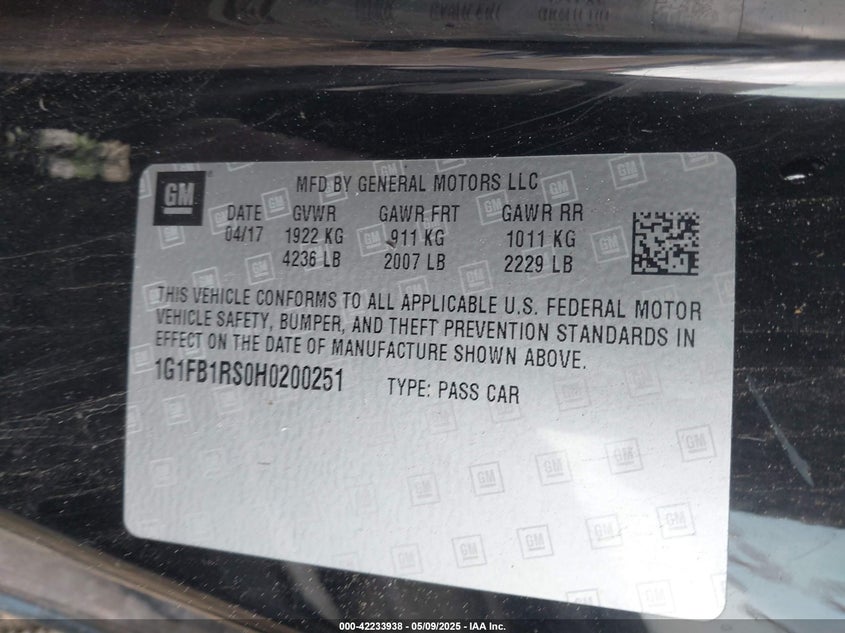 GM
MFD BY GENERAL MOTORS LLC
DATE GVWR GAWR FRT GAWR RR
04/17 1922 KG 911 KG 1011 KG
4236 LB 2007 LB 2229 LB
THIS VEHICLE CONFORMS TO ALL APPLICABLE U.S. FEDERAL MOTOR
VEHICLE SAFETY, BUMPER, AND THEFT PREVENTION STANDARDS IN
EFFECT ON THE DATE OF MANUFACTURE SHOWN ABOVE.
1G1FB1RS0H0200251 TYPE: PASS CAR
000-42233938 - 05/09/2025 - IAA Inc.